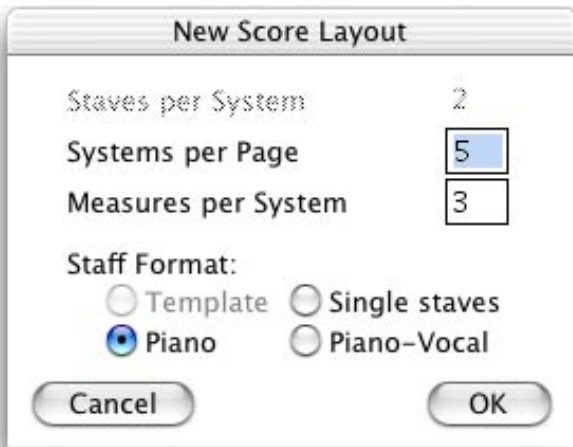 New Score Layout
Staves per System 2
Systems per Page 5
Measures per System 3
Staff Format:
Template Single staves
Piano Piano-Vocal
Cancel OK